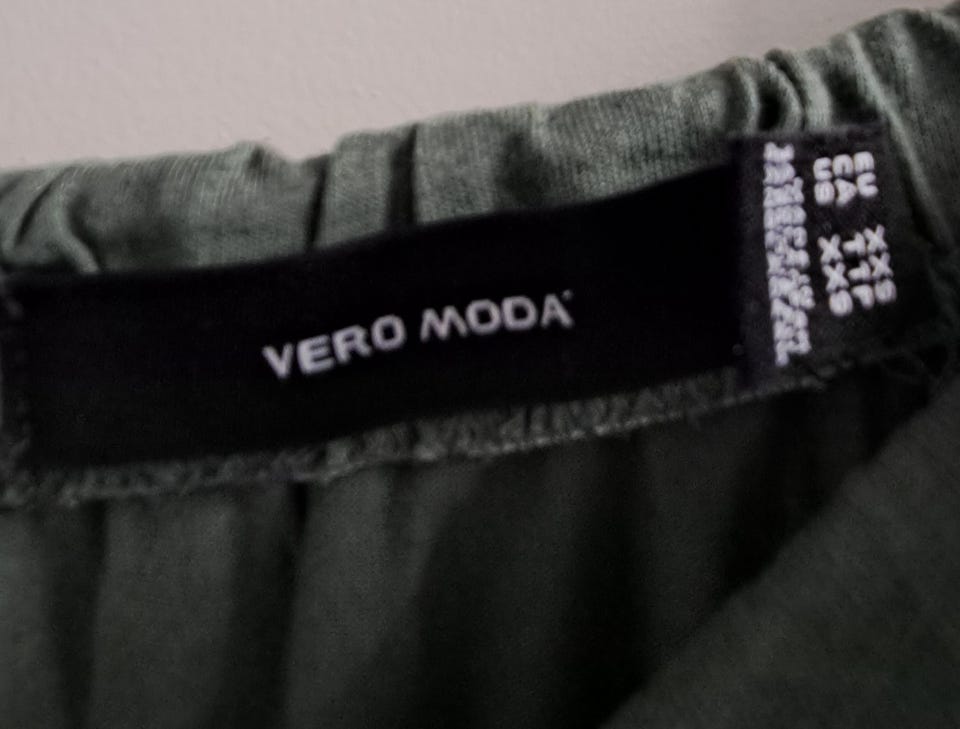 VERO MODA
EU XXS
CA TTP
US XXS